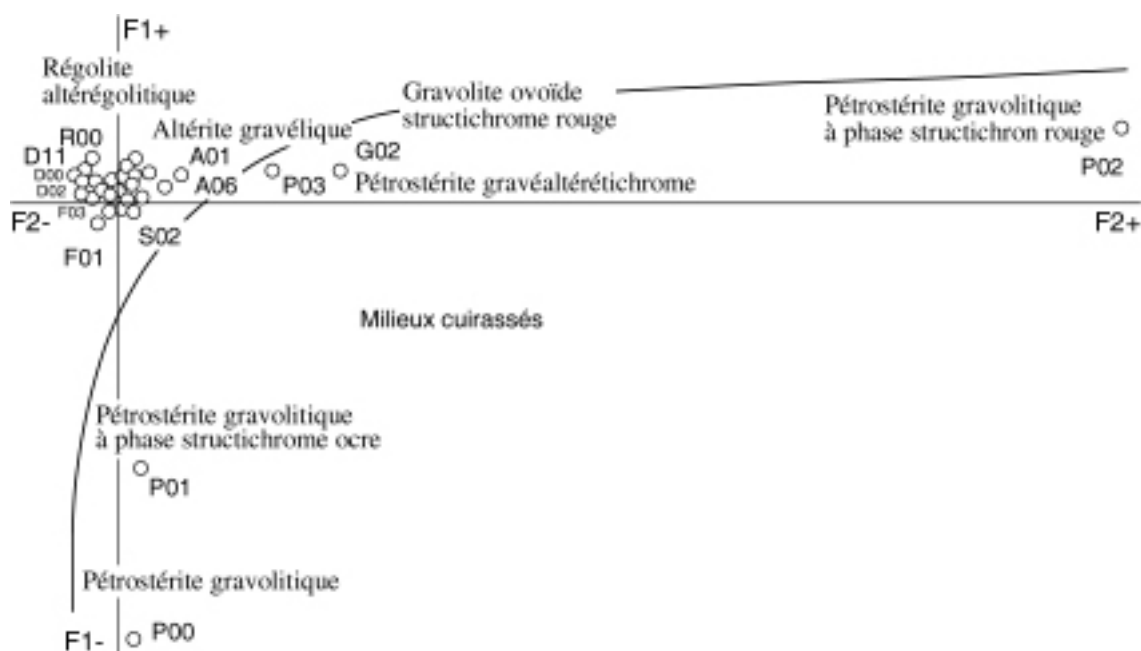 F1+
Régolite
altérégolitique
Gravolite ovoïde
structichrome rouge
Pétrostérite gravolitique
à phase structichron rouge
Altérite gravélique
R00
D11
A01
G02
D00
A06
P03
Pétrostérite gravéaltérétichrome
P02
D02
F03
F2-
S02
F2+
F01
Milieux cuirassés
Pétrostérite gravolitique
à phase structichrome ocre
P01
Pétrostérite gravolitique
F1-
P00